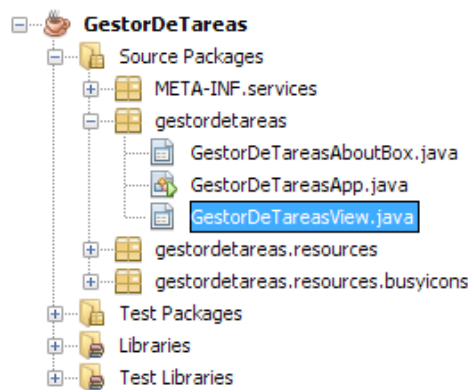 GestorDeTareas
Source Packages
META-INF.services
gestordetareas
GestorDeTareasAboutBox.java
GestorDeTareasApp.java
GestorDeTareasView.java
gestordetareas.resources
gestordetareas.resources.busyicons
Test Packages
Libraries
Test Libraries